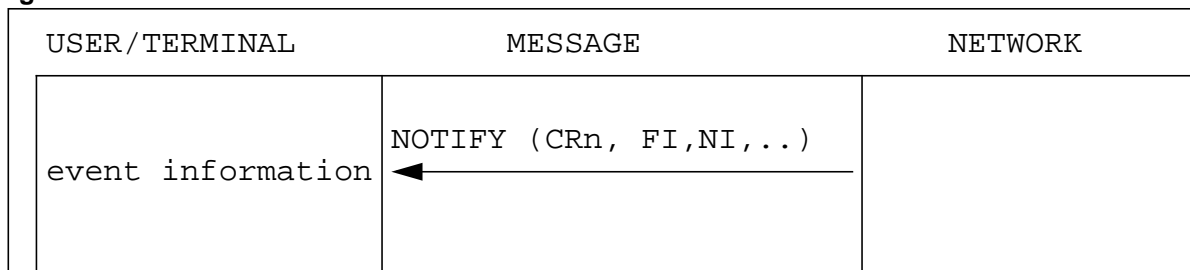 USER/TERMINAL MESSAGE NETWORK
NOTIFY (CRn, FI,NI,..)
event information